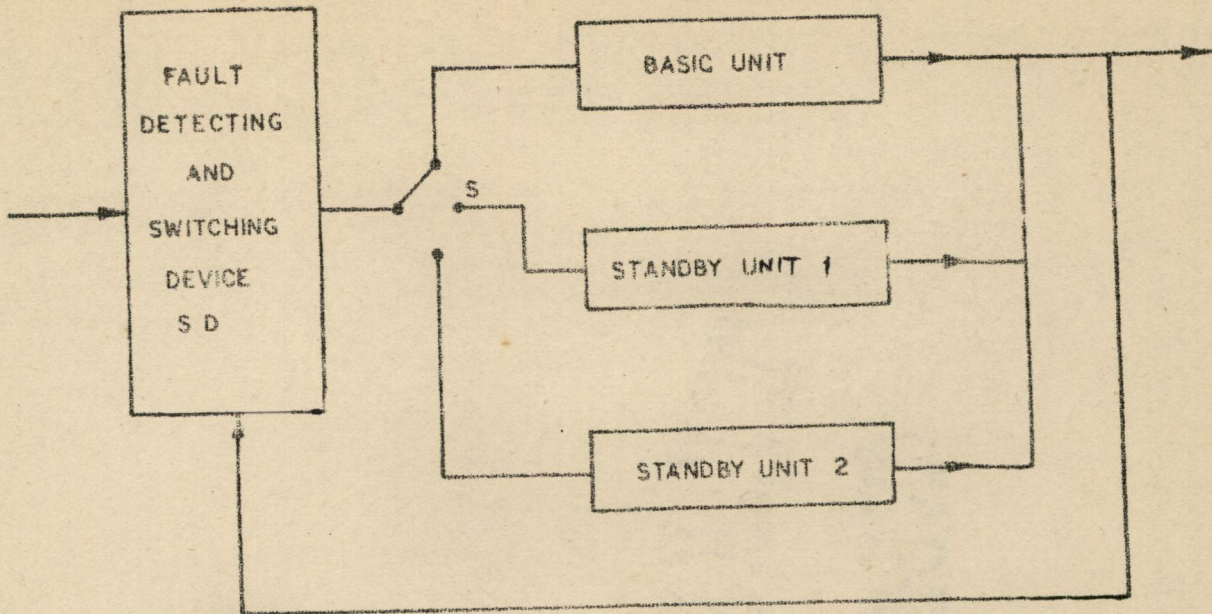 FAULT
DETECTING
AND
SWITCHING
DEVICE
S D
BASIC UNIT
S
STANDBY UNIT 1
STANDBY UNIT 2